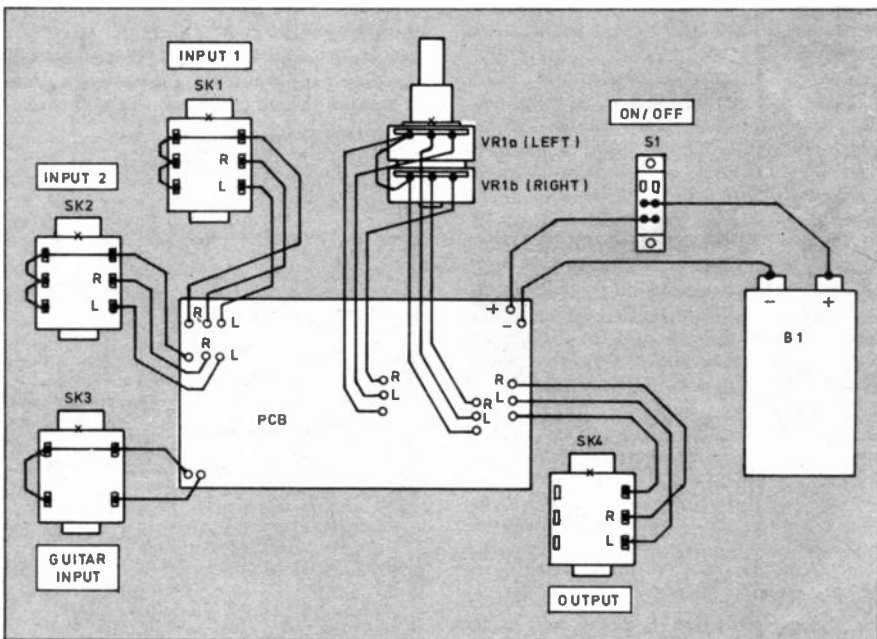 INPUT 1
SK1
R
L
INPUT 2
SK2
R
L
SK3
GUITAR
INPUT
VR1a (LEFT)
VR1b (RIGHT)
ON/OFF
S1
R
L
R
L
PCB
R
L
R
L
+
-
R
L
SK4
R
L
OUTPUT
-
+
B1